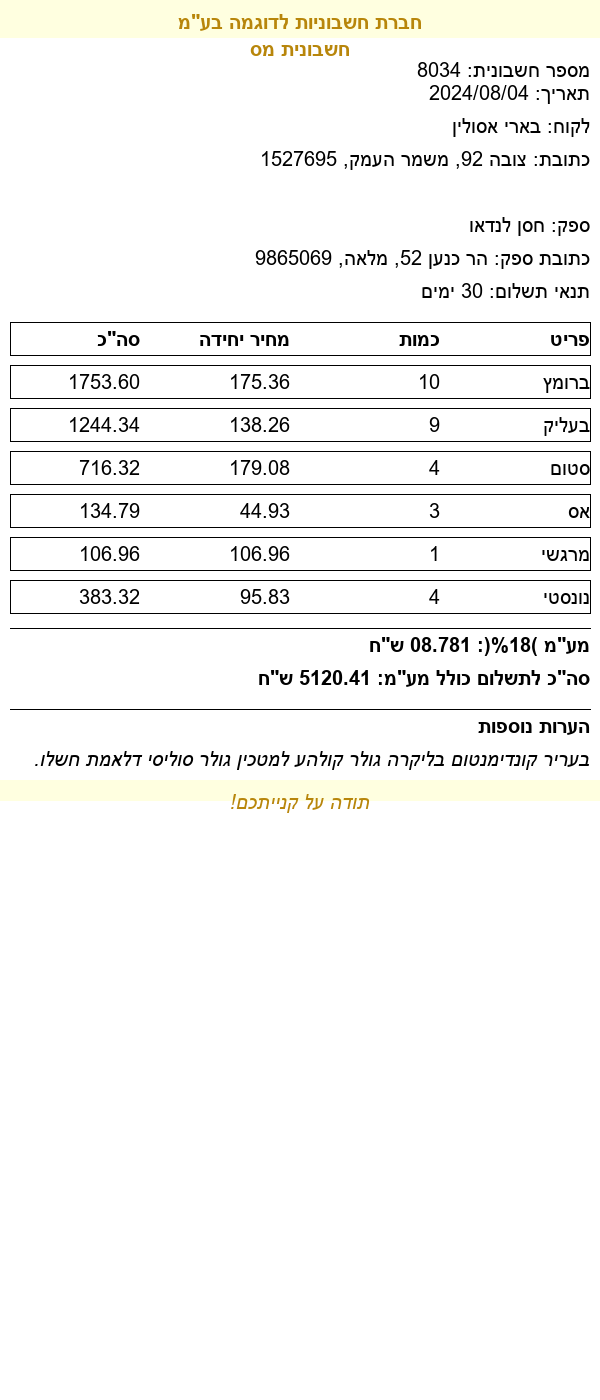 חברת חשבוניות לדוגמה בע"מ
חשבונית מס
מספר חשבונית: 8034
תאריך: 2024/08/04
לקוח: בארי אסולין
כתובת: צובה 92, משמר העמק, 1527695
ספק: חסן לנדאו
כתובת ספק: הר כנען 52, מלאה, 9865069
תנאי תשלום: 30 ימים
פריט כמות מחיר יחידה סה"כ
ברומץ 10 175.36 1753.60
בעליק 9 138.26 1244.34
סטום 4 179.08 716.32
אס 3 44.93 134.79
מרגשי 1 106.96 106.96
נונסטי 4 95.83 383.32
מע"מ )18%(: 08.781 ש"ח
סה"כ לתשלום כולל מע"מ: 5120.41 ש"ח
הערות נוספות
בעריר קונדימנטום בליקרה גולר קולהע למטכין גולר סוליסי דלאמת חשלו.
תודה על קנייתכם!